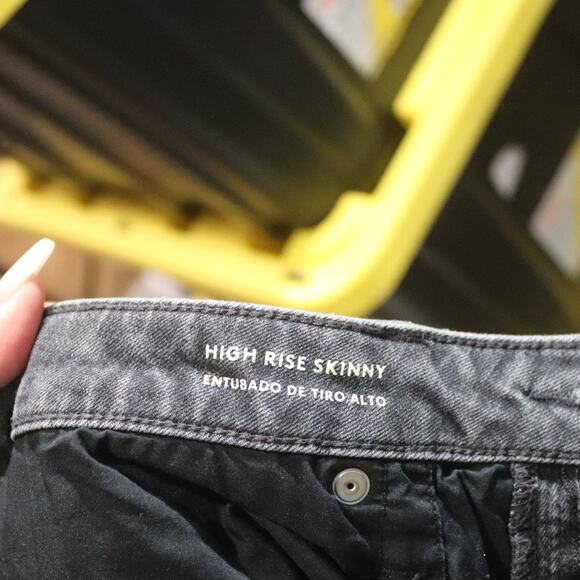 HIGH RISE SKINNY
ENTUBADO DE TIRO ALTO